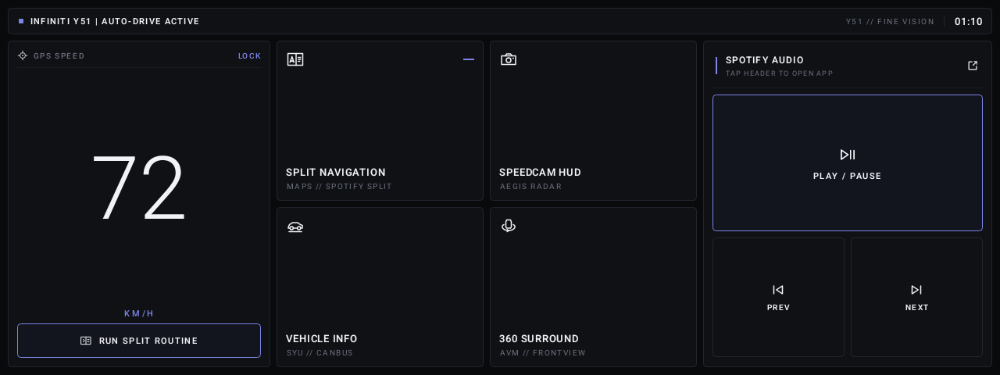 INFINITI Y51 | AUTO-DRIVE ACTIVE
Y51 // FINE VISION
01:10
GPS SPEED
LOCK
72
KM/H
RUN SPLIT ROUTINE
SPLIT NAVIGATION
MAPS // SPOTIFY SPLIT
SPEEDCAM HUD
AEGIS RADAR
VEHICLE INFO
SYU // CANBUS
360 SURROUND
AVM // FRONTVIEW
SPOTIFY AUDIO
TAP HEADER TO OPEN APP
PLAY / PAUSE
PREV
NEXT